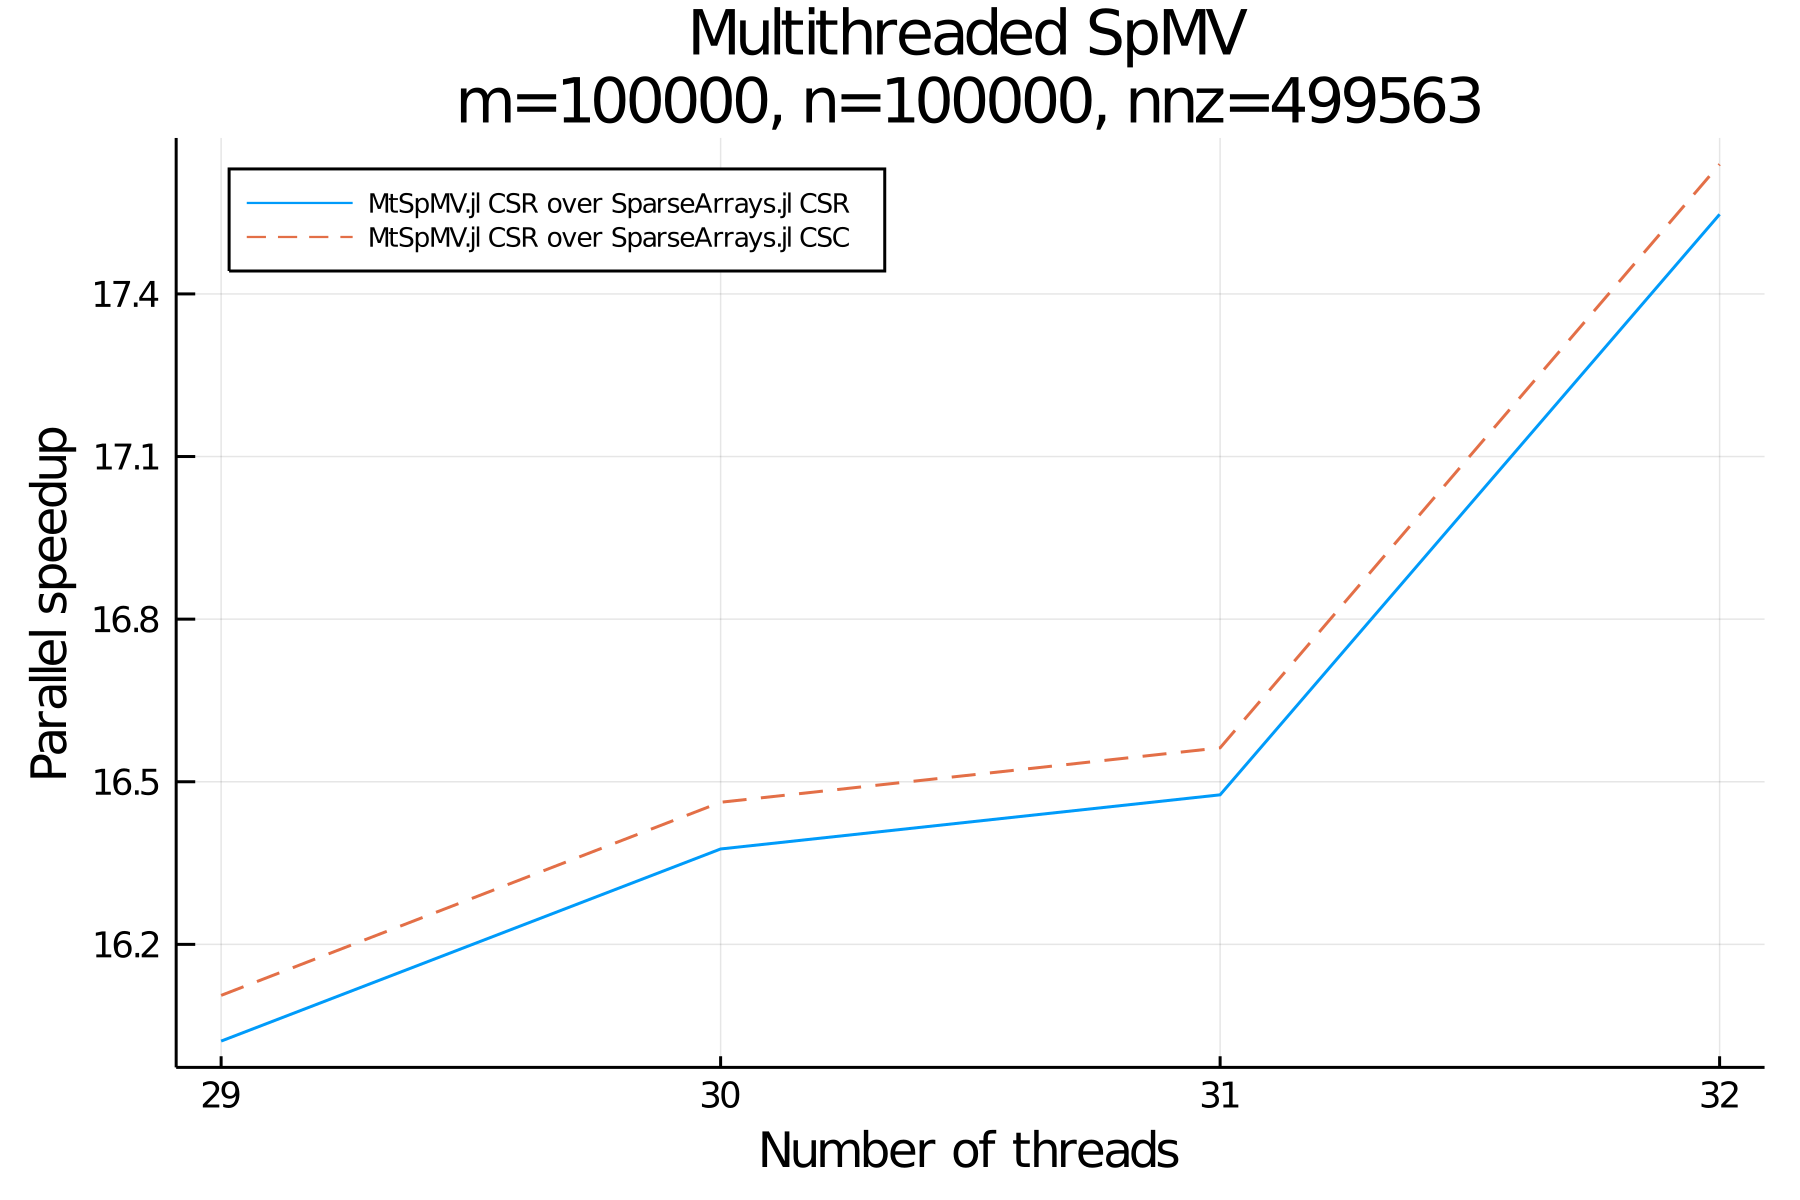 Multithreaded SpMV
m=100000, n=100000, nnz=499563
MtSpMV.jl CSR over SparseArrays.jl CSR
MtSpMV.jl CSR over SparseArrays.jl CSC
17.4
17.1
16.8
16.5
16.2
Parallel speedup
29 30 31 32
Number of threads